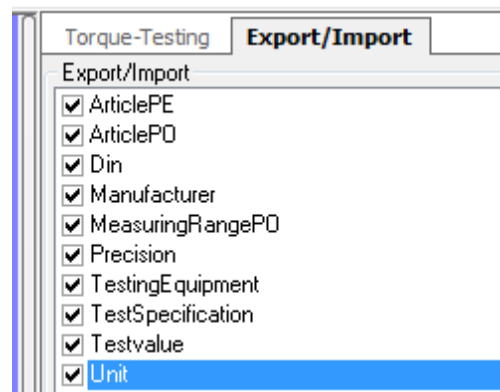 Torque-Testing Export/Import
Export/Import
ArticlePE
ArticlePO
Din
Manufacturer
MeasuringRangePO
Precision
TestingEquipment
TestSpecification
Testvalue
Unit